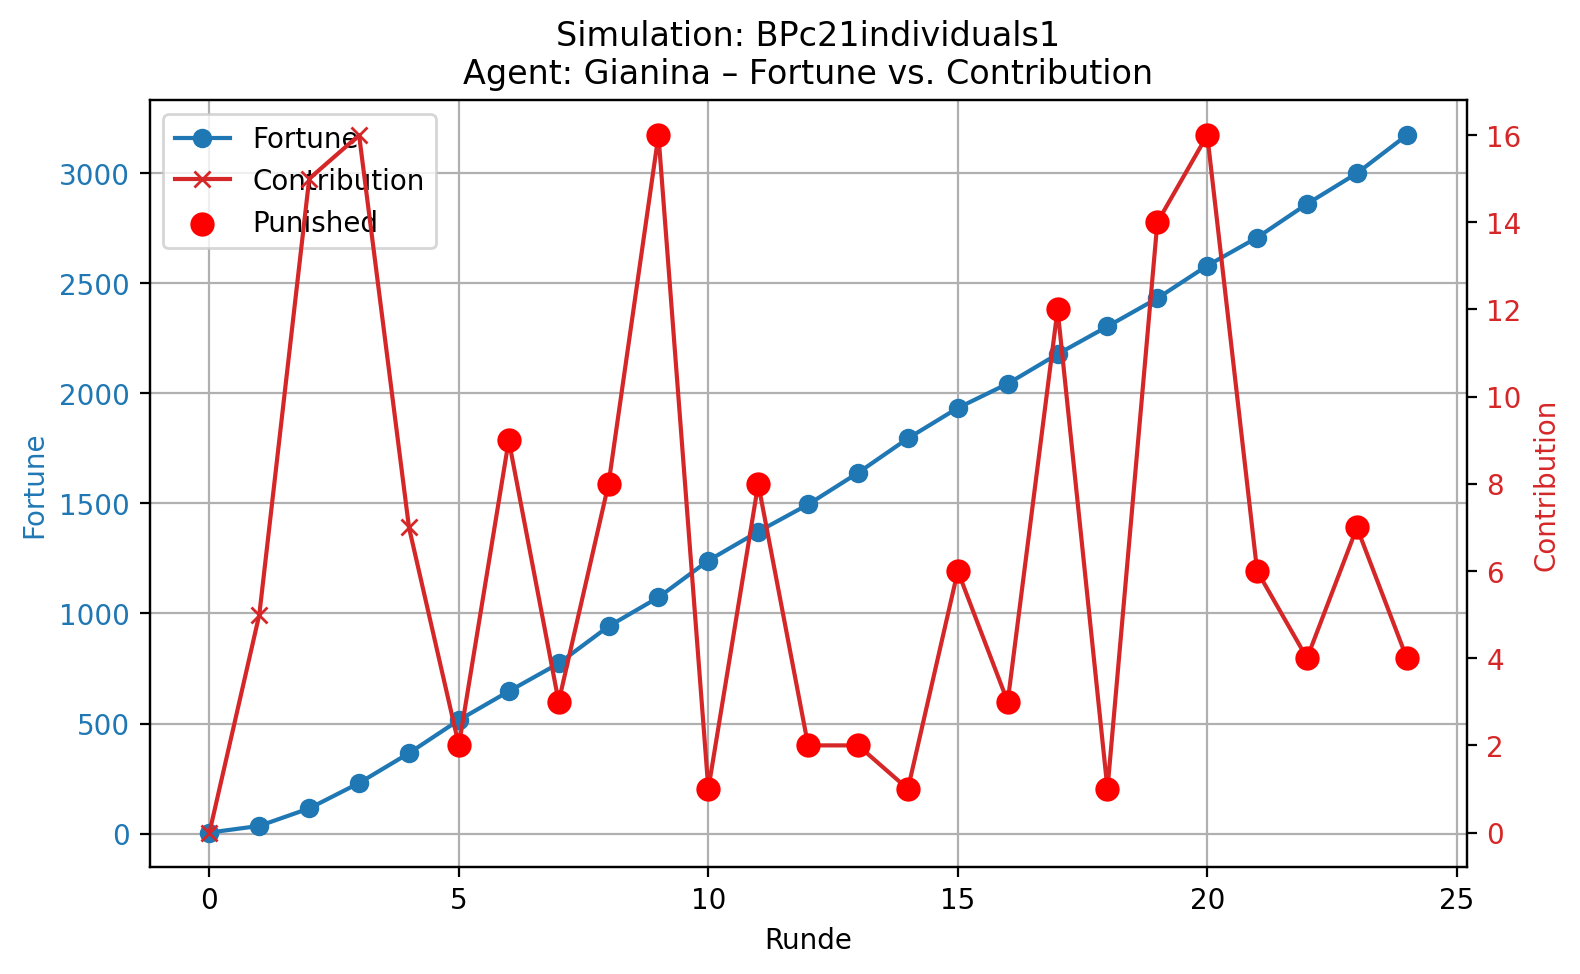 Simulation: BPc21individuals1
Agent: Gianina – Fortune vs. Contribution
Fortune
Contribution
Punished
3000
2500
2000
1500
1000
500
0
Fortune
16
14
12
10
8
6
4
2
0
Contribution
0 5 10 15 20 25
Runde